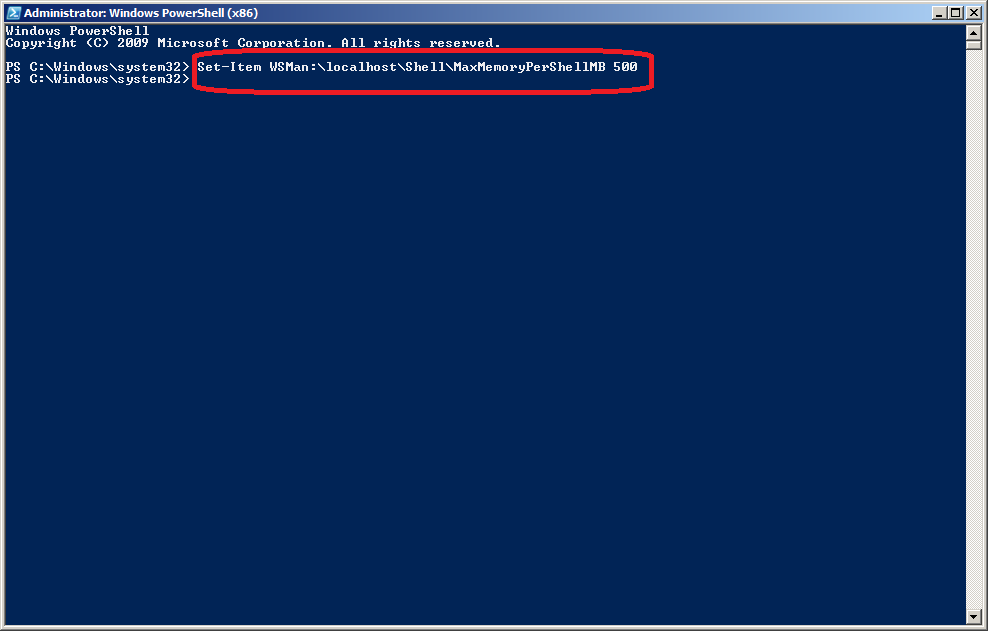 Administrator: Windows PowerShell (x86)
Windows PowerShell
Copyright (C) 2009 Microsoft Corporation. All rights reserved.
PS C:\Windows\system32> Set-Item WSMan:\localhost\Shell\MaxMemoryPerShellMB 500
PS C:\Windows\system32>